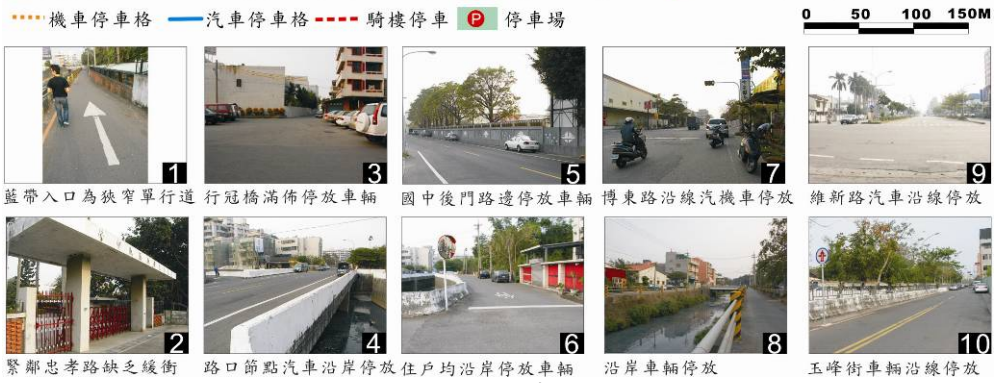 機車停車格 汽車停車格 騎樓停車 P 停車場
0 50 100 150M
1 3 5 7 9
藍帶入口為狹窄單行道 行冠橋滿佈停放車輛 國中後門路邊停放車輛 博東路沿線汽機車停放 維新路汽車沿線停放
2 4 6 8 10
緊鄰忠孝路缺乏緩衝 路口節點汽車沿岸停放 住戶均沿岸停放車輛 沿岸車輛停放 玉峰街車輛沿線停放